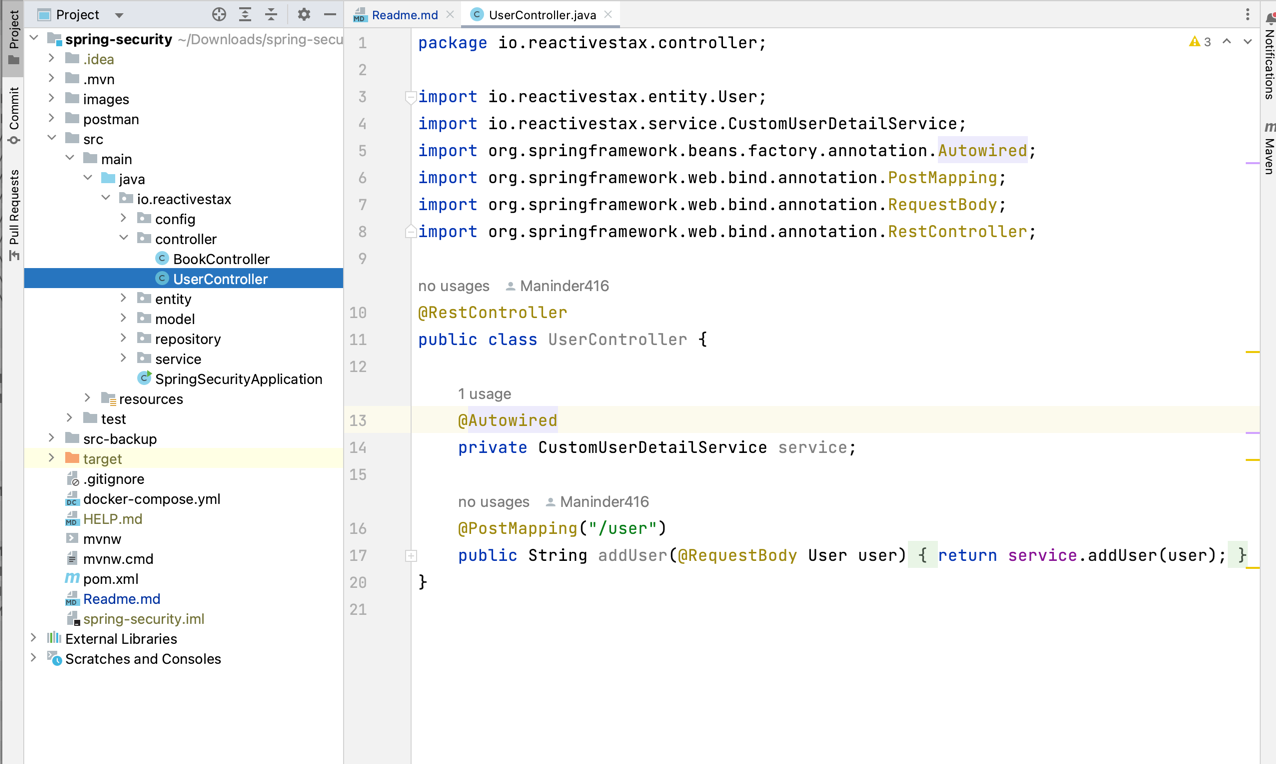 Project
Commit
Pull Requests
Project
spring-security ~/Downloads/spring-secu
.idea
.mvn
images
postman
src
main
java
io.reactivestax
config
controller
BookController
UserController
entity
model
repository
service
SpringSecurityApplication
resources
test
src-backup
target
.gitignore
docker-compose.yml
HELP.md
mvnw
mvnw.cmd
pom.xml
Readme.md
spring-security.iml
External Libraries
Scratches and Consoles
Readme.md
UserController.java
3
1 package io.reactivestax.controller;
2
3 import io.reactivestax.entity.User;
4 import io.reactivestax.service.CustomUserDetailService;
5 import org.springframework.beans.factory.annotation.Autowired;
6 import org.springframework.web.bind.annotation.PostMapping;
7 import org.springframework.web.bind.annotation.RequestBody;
8 import org.springframework.web.bind.annotation.RestController;
9
no usages Maninder416
10 @RestController
11 public class UserController {
12
1 usage
13 @Autowired
14 private CustomUserDetailService service;
15
no usages Maninder416
16 @PostMapping("/user")
17 public String addUser(@RequestBody User user) { return service.addUser(user); }
20 }
21
Notifications
Maven